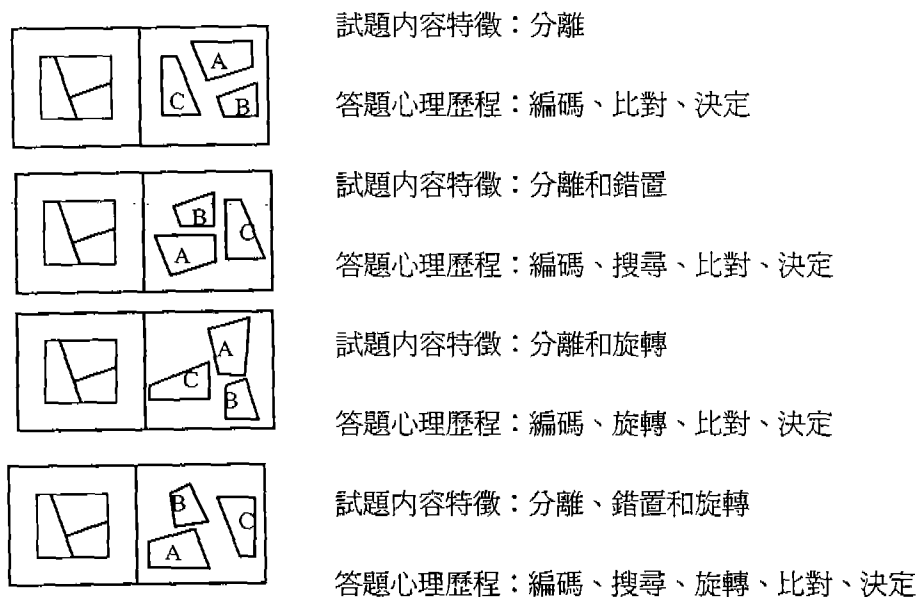 試題內容特徵：分離
A
C
B
答題心理歷程：編碼、比對、決定
試題內容特徵：分離和錯置
B
C
A
答題心理歷程：編碼、搜尋、比對、決定
試題內容特徵：分離和旋轉
A
C
B
答題心理歷程：編碼、旋轉、比對、決定
試題內容特徵：分離、錯置和旋轉
B
C
A
答題心理歷程：編碼、搜尋、旋轉、比對、決定